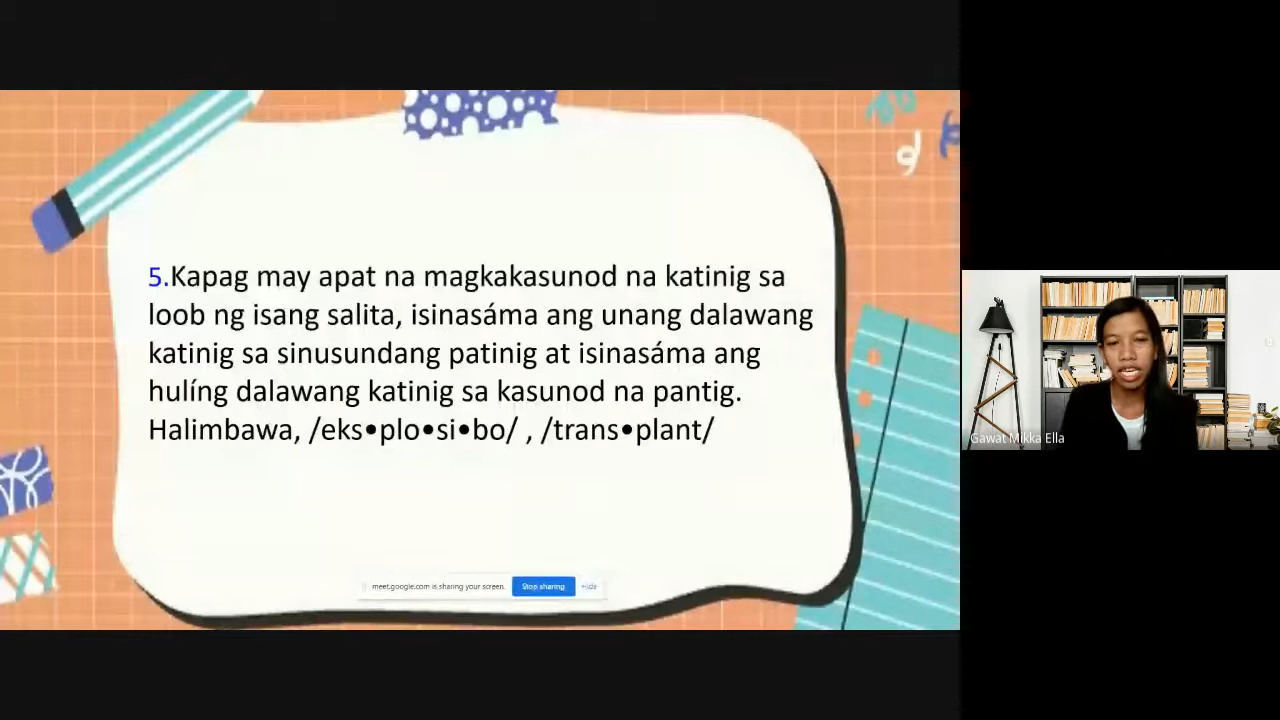 5.Kapag may apat na magkakasunod na katinig sa
loob ng isang salita, isinasáma ang unang dalawang
katinig sa sinusundang patinig at isinasáma ang
hulíng dalawang katinig sa kasunod na pantig.
Halimbawa, /eks•plo•si•bo/ , /trans•plant/
meet.google.com is sharing your screen.
Stop sharing
Hide
Gawat Mikka Ella